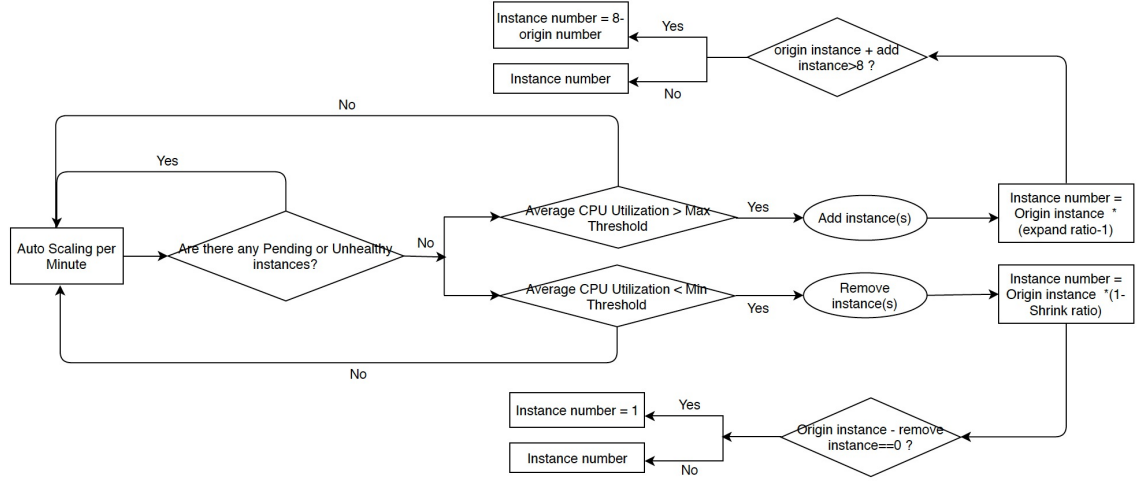 Instance number = 8-
origin number
Yes
origin instance + add
instance>8 ?
Instance number
No
No
Yes
Auto Scaling per
Minute
Are there any Pending or Unhealthy
instances?
No
Average CPU Utilization > Max
Threshold
Yes
Add instance(s)
Instance number =
Origin instance *
(expand ratio-1)
Average CPU Utilization < Min
Threshold
Yes
Remove
instance(s)
Instance number =
Origin instance *(1-
Shrink ratio)
No
Instance number = 1
Yes
Origin instance - remove
instance==0 ?
Instance number
No